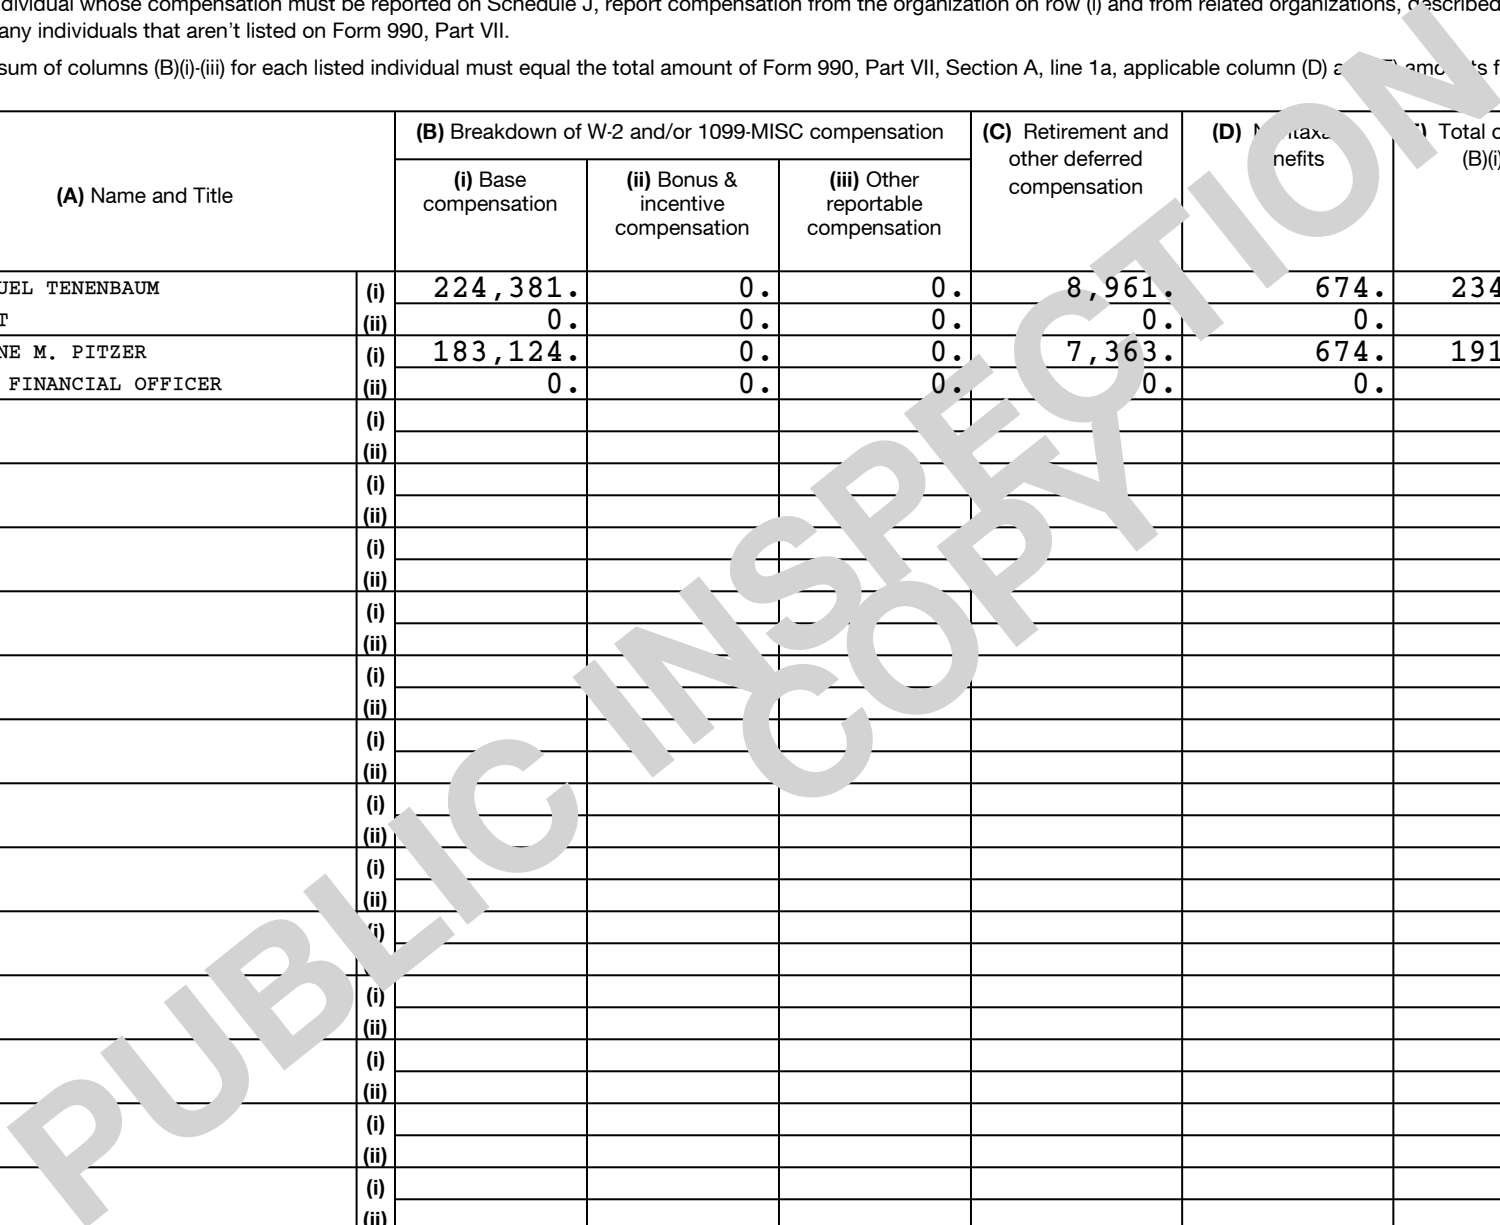 dividual whose compensation must be reported on Schedule J, report compensation from the organization on row (i) and from related organizations, described
any individuals that aren't listed on Form 990, Part VII.
sum of columns (B)(i)-(iii) for each listed individual must equal the total amount of Form 990, Part VII, Section A, line 1a, applicable column (D) f
(A) Name and Title
(B) Breakdown of W-2 and/or 1099-MISC compensation
(i) Base
compensation
(ii) Bonus &
incentive
compensation
(iii) Other
reportable
compensation
(C) Retirement and
other deferred
compensation
(D)
nefits
Total o
(B)(i)
UEL TENENBAUM (i) 224,381. 0. 0. 8,961. 674. 234
T (ii) 0. 0. 0. 0. 0.
NE M. PITZER (i) 183,124. 0. 0. 7,363. 674. 191
FINANCIAL OFFICER (ii) 0. 0. 0. 0. 0.
(i)
(ii)
(i)
(ii)
(i)
(ii)
(i)
(ii)
(i)
(ii)
(i)
(ii)
(i)
(ii)
(i)
(ii)
(i)
(i)
(ii)
(i)
(ii)
(i)
(ii)
(i)
(ii)
PUBLIC INSPECTION
COPY